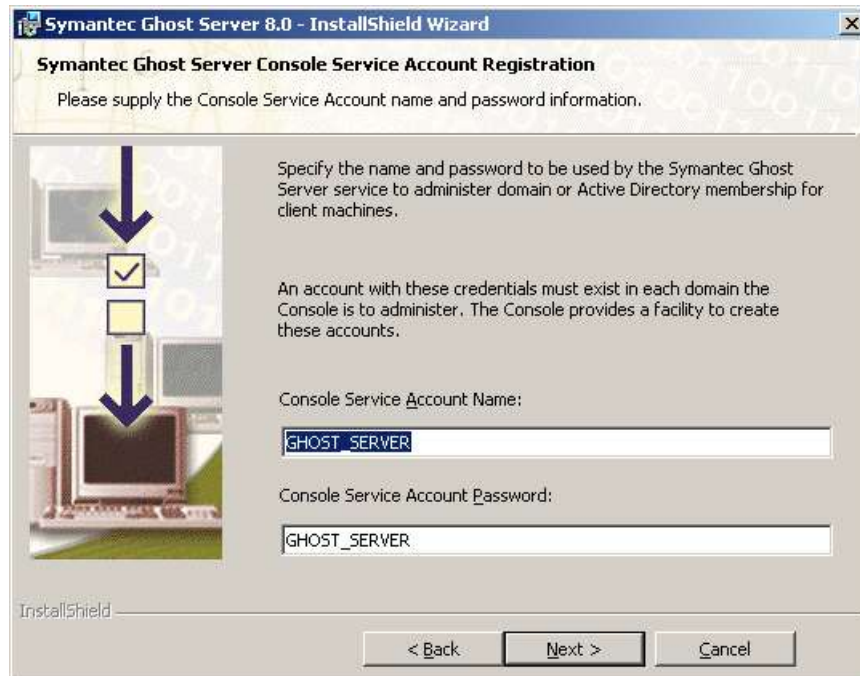 Symantec Ghost Server 8.0 - InstallShield Wizard
Symantec Ghost Server Console Service Account Registration
Please supply the Console Service Account name and password information.
Specify the name and password to be used by the Symantec Ghost
Server service to administer domain or Active Directory membership for
client machines.
An account with these credentials must exist in each domain the
Console is to administer. The Console provides a facility to create
these accounts.
Console Service Account Name:
GHOST_SERVER
Console Service Account Password:
GHOST_SERVER
InstallShield
< Back
Next >
Cancel